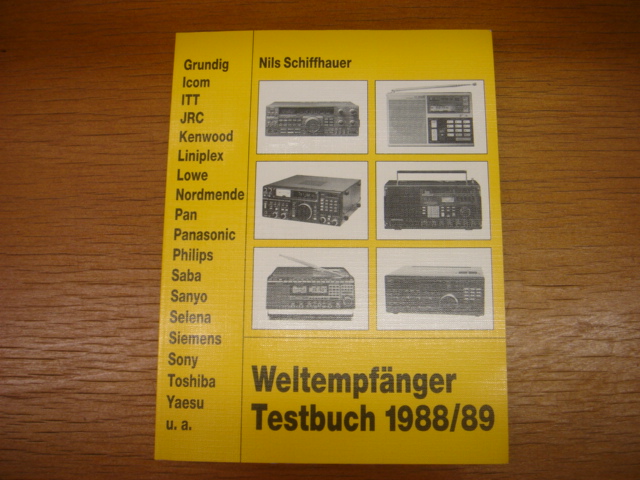 Grundig
Icom
ITT
JRC
Kenwood
Liniplex
Lowe
Nordmende
Pan
Panasonic
Philips
Saba
Sanyo
Selena
Siemens
Sony
Toshiba
Yaesu
u. a.
Nils Schiffhauer
Weltempfänger
Testbuch 1988/89